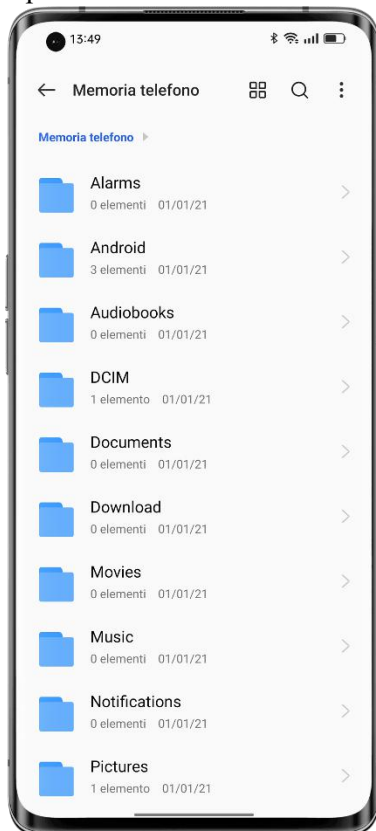 13:49
Memoria telefono
Memoria telefono
Alarms
0 elementi 01/01/21
Android
3 elementi 01/01/21
Audiobooks
0 elementi 01/01/21
DCIM
1 elemento 01/01/21
Documents
0 elementi 01/01/21
Download
0 elementi 01/01/21
Movies
0 elementi 01/01/21
Music
0 elementi 01/01/21
Notifications
0 elementi 01/01/21
Pictures
1 elemento 01/01/21